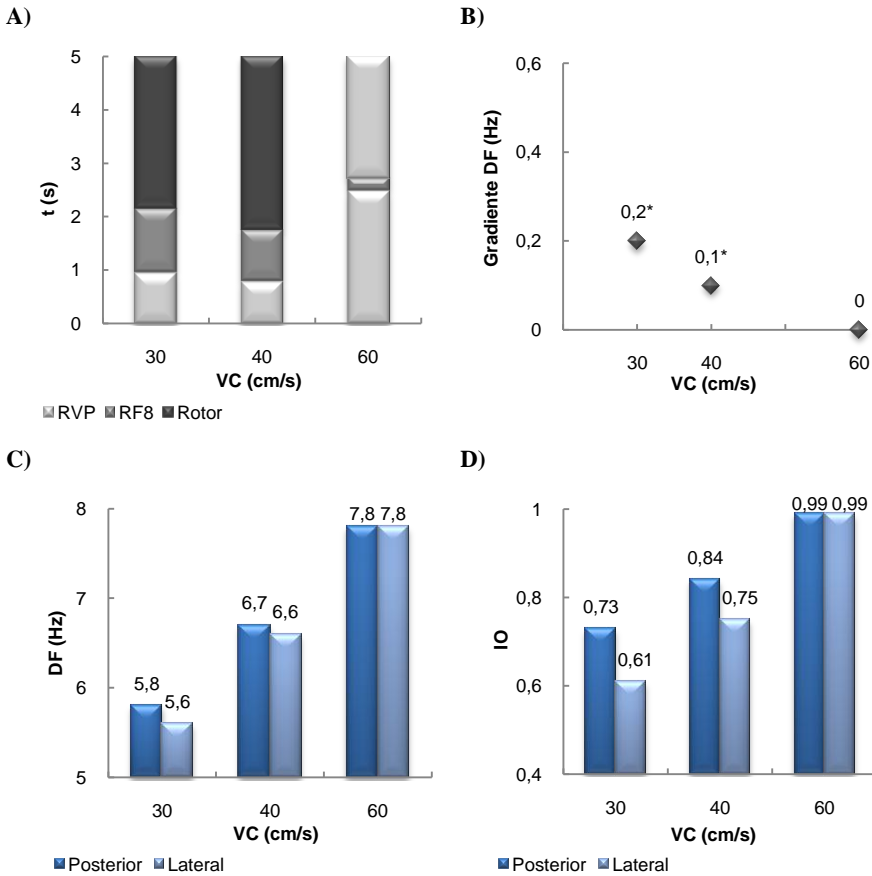 A)
5
4
3
2
1
0
t (s)
30 40 60
VC (cm/s)
RVP RF8 Rotor
B)
0,6
0,4
0,2
0
Gradiente DF (Hz)
0,2*
0,1*
0
30 40 60
VC (cm/s)
C)
8
7
6
5
DF (Hz)
5,8
5,6
6,7
6,6
7,8 7,8
30 40 60
VC (cm/s)
Posterior Lateral
D)
1
0,8
0,6
0,4
IO
0,73
0,61
0,84
0,75
0,99 0,99
30 40 60
VC (cm/s)
Posterior Lateral